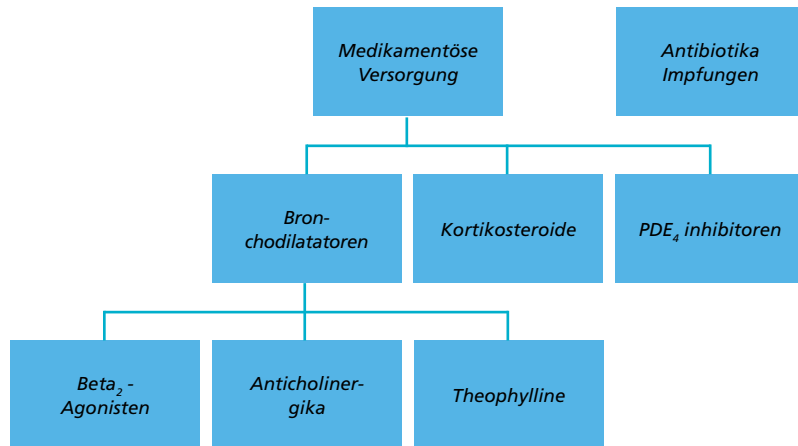 Medikamentöse
Versorgung
Antibiotika
Impfungen
Bron-
chodilatatoren
Kortikosteroide
PDE₄ inhibitoren
Beta₂ -
Agonisten
Anticholiner-
gika
Theophylline